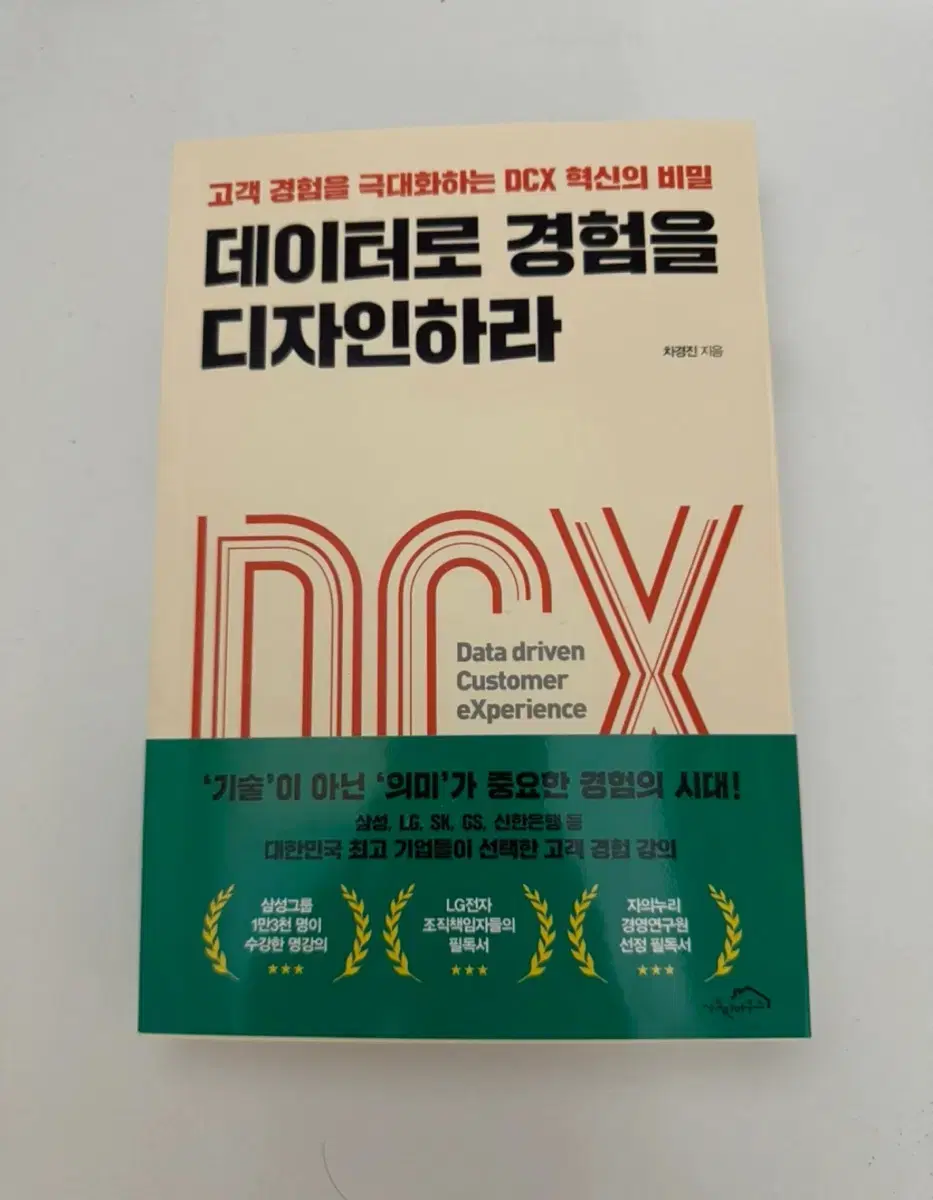 고객 경험을 극대화하는 DCX 혁신의 비밀
데이터로 경험을
디자인하라
차경진 지음
DCX
Data driven
Customer
eXperience
‘기술’이 아닌 ‘의미’가 중요한 경험의 시대!
삼성, LG, SK, GS, 신한은행 등
대한민국 최고 기업들이 선택한 고객 경험 강의
삼성그룹
1만3천 명이
수강한 명강의
LG전자
조직책임자들의
필독서
자의누리
경영연구원
선정 필독서